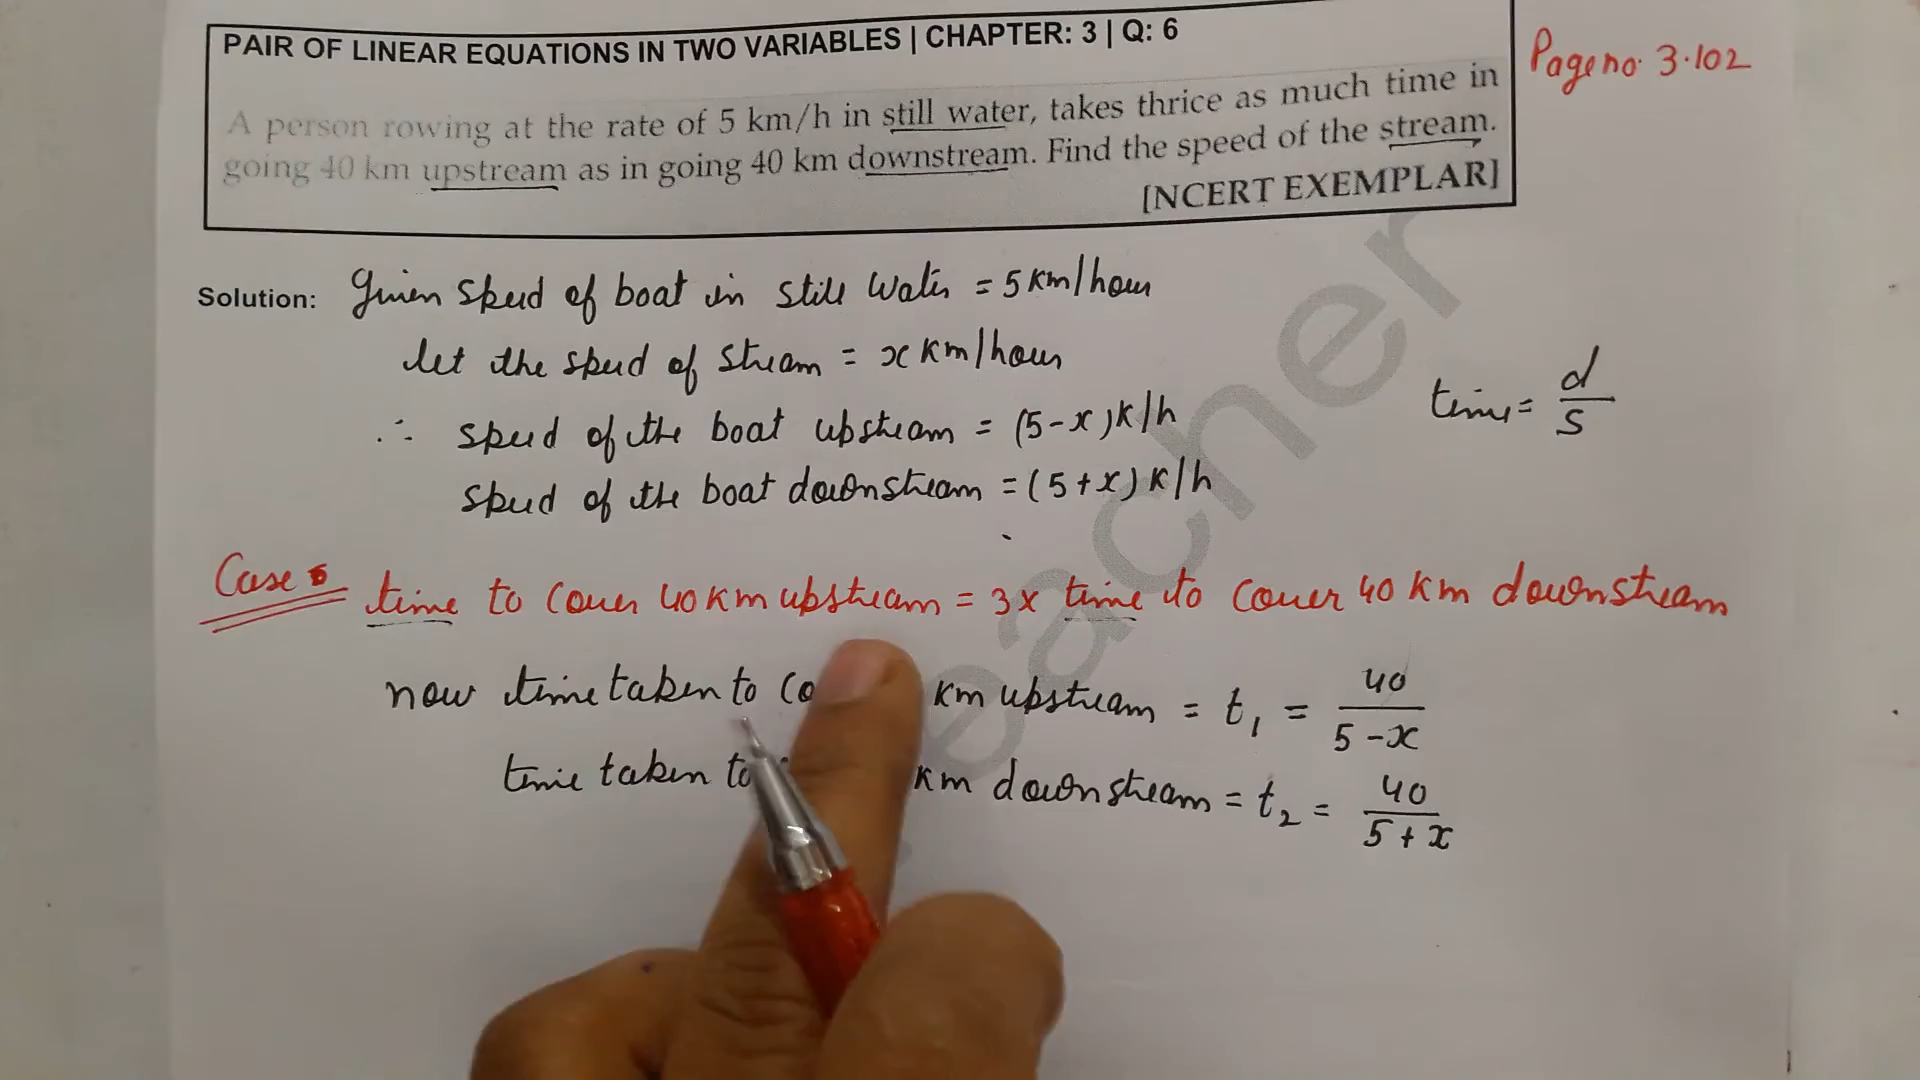 PAIR OF LINEAR EQUATIONS IN TWO VARIABLES | CHAPTER: 3 | Q: 6
Page no. 3.102
A person rowing at the rate of 5 km/h in still water, takes thrice as much time in
going 40 km upstream as in going 40 km downstream. Find the speed of the stream.
[NCERT EXEMPLAR]
Solution: Given speed of boat in still water = 5 km/hour
let the speed of stream = x km/hour
time = d/s
∴ speed of the boat upstream = (5-x) k/h
speed of the boat downstream = (5+x) k/h
Case time to cover 40 km upstream = 3 x time to cover 40 km downstream
now time taken to km upstream = t₁ = 40/(5-x)
time taken to km downstream = t₂ = 40/(5+x)
eacher